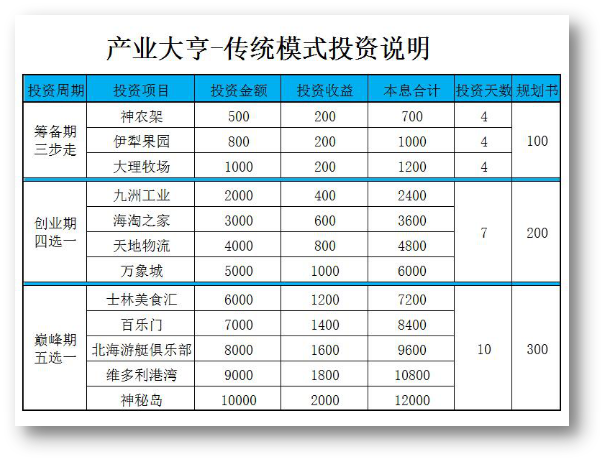 产业大亨-传统模式投资说明
投资周期 投资项目 投资金额 投资收益 本息合计 投资天数 规划书
筹备期
三步走
神农架 500 200 700 4
伊犁果园 800 200 1000 4
大理牧场 1000 200 1200 4
100
创业期
四选一
九洲工业 2000 400 2400
海淘之家 3000 600 3600
天地物流 4000 800 4800
万象城 5000 1000 6000
7
200
巅峰期
五选一
士林美食汇 6000 1200 7200
百乐门 7000 1400 8400
北海游艇俱乐部 8000 1600 9600
维多利港湾 9000 1800 10800
神秘岛 10000 2000 12000
10
300